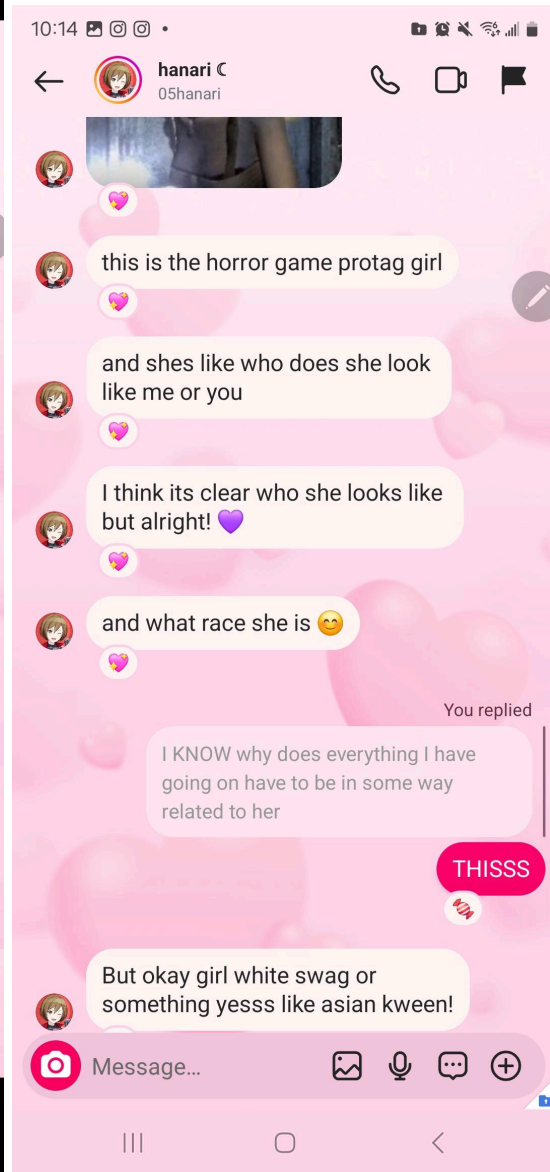 10:14
hanari ☾
05hanari
this is the horror game protag girl
and shes like who does she look
like me or you
I think its clear who she looks like
but alright! 💜
and what race she is 😊
You replied
I KNOW why does everything I have
going on have to be in some way
related to her
THISSS
But okay girl white swag or
something yesss like asian kween!
Message...